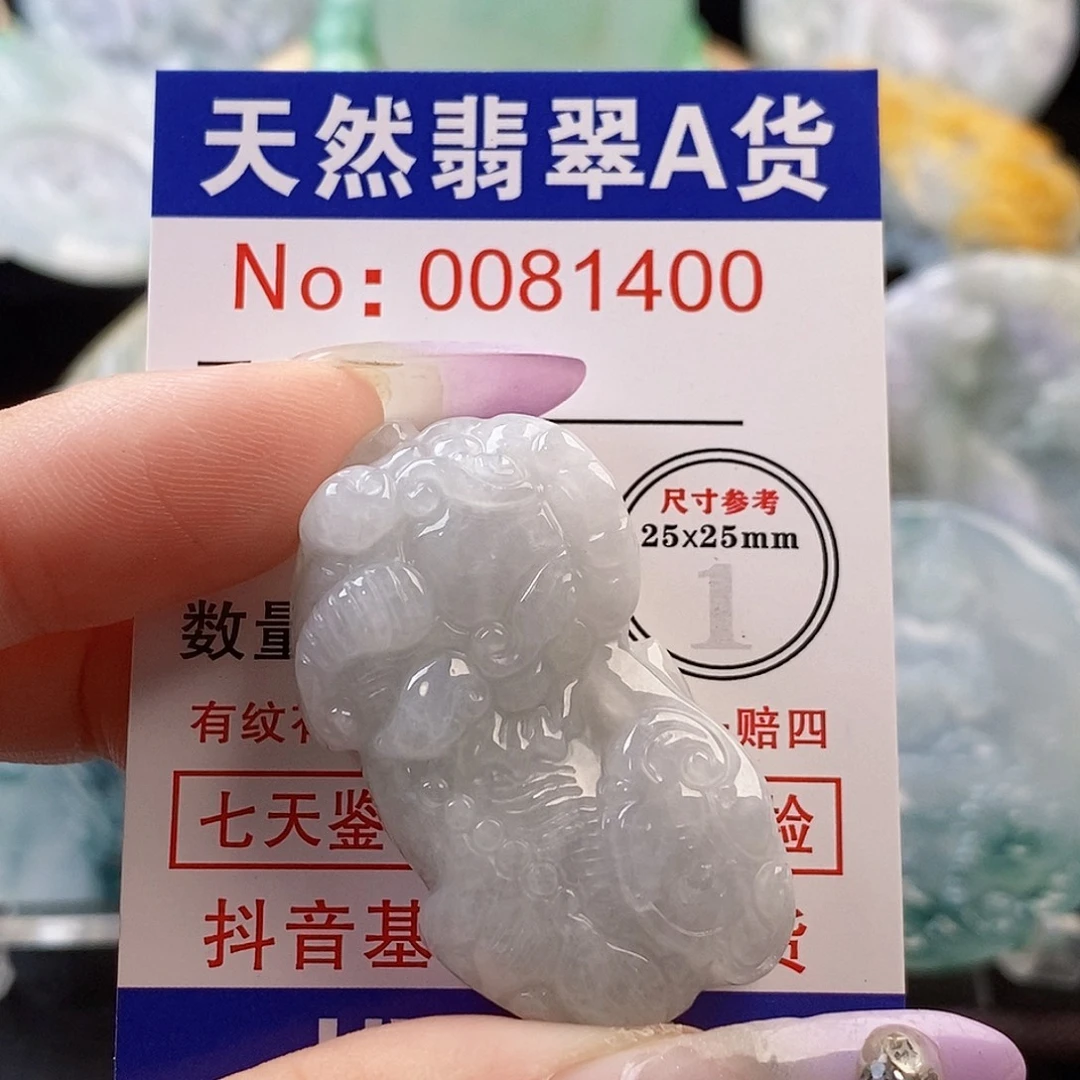 天然翡翠A货
No: 0081400
尺寸参考
25x25mm
1
数量
有纹 赔四
七天鉴 检
抖音基 货